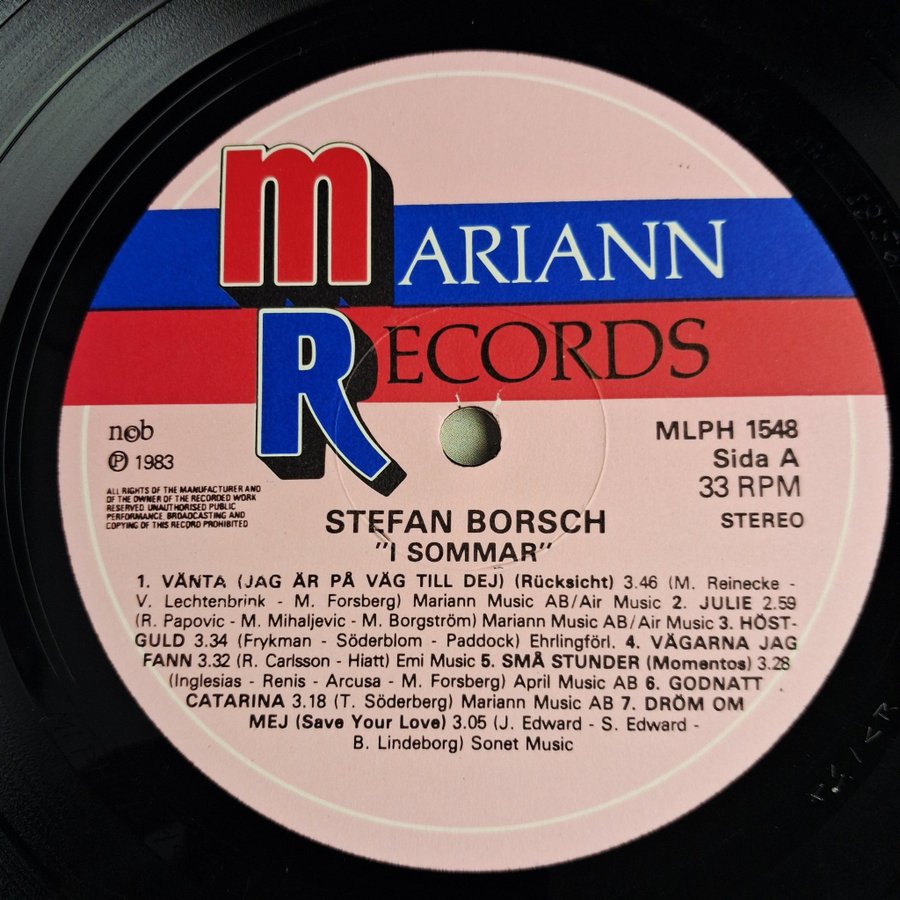 MARIANN
RECORDS
n©b
℗ 1983
ALL RIGHTS OF THE MANUFACTURER AND
OF THE OWNER OF THE RECORDED WORK
RESERVED. UNAUTHORISED PUBLIC
PERFORMANCE, BROADCASTING AND
COPYING OF THIS RECORD PROHIBITED
MLPH 1548
Sida A
33 RPM
STEREO
STEFAN BORSCH
"I SOMMAR"
1. VÄNTA (JAG ÄR PÅ VÄG TILL DEJ) (Rücksicht) 3.46 (M. Reinecke -
V. Lechtenbrink - M. Forsberg) Mariann Music AB/Air Music 2. JULIE 2.59
(R. Papovic - M. Mihaljevic - M. Borgström) Mariann Music AB/Air Music 3. HÖST-
GULD 3.34 (Frykman - Söderblom - Paddock) Ehrlingförl. 4. VÄGARNA JAG
FANN 3.32 (R. Carlsson - Hiatt) Emi Music 5. SMÅ STUNDER (Momentos) 3.28
(Inglesias - Renis - Arcusa - M. Forsberg) April Music AB 6. GODNATT
CATARINA 3.18 (T. Söderberg) Mariann Music AB 7. DRÖM OM
MEJ (Save Your Love) 3.05 (J. Edward - S. Edward -
B. Lindeborg) Sonet Music